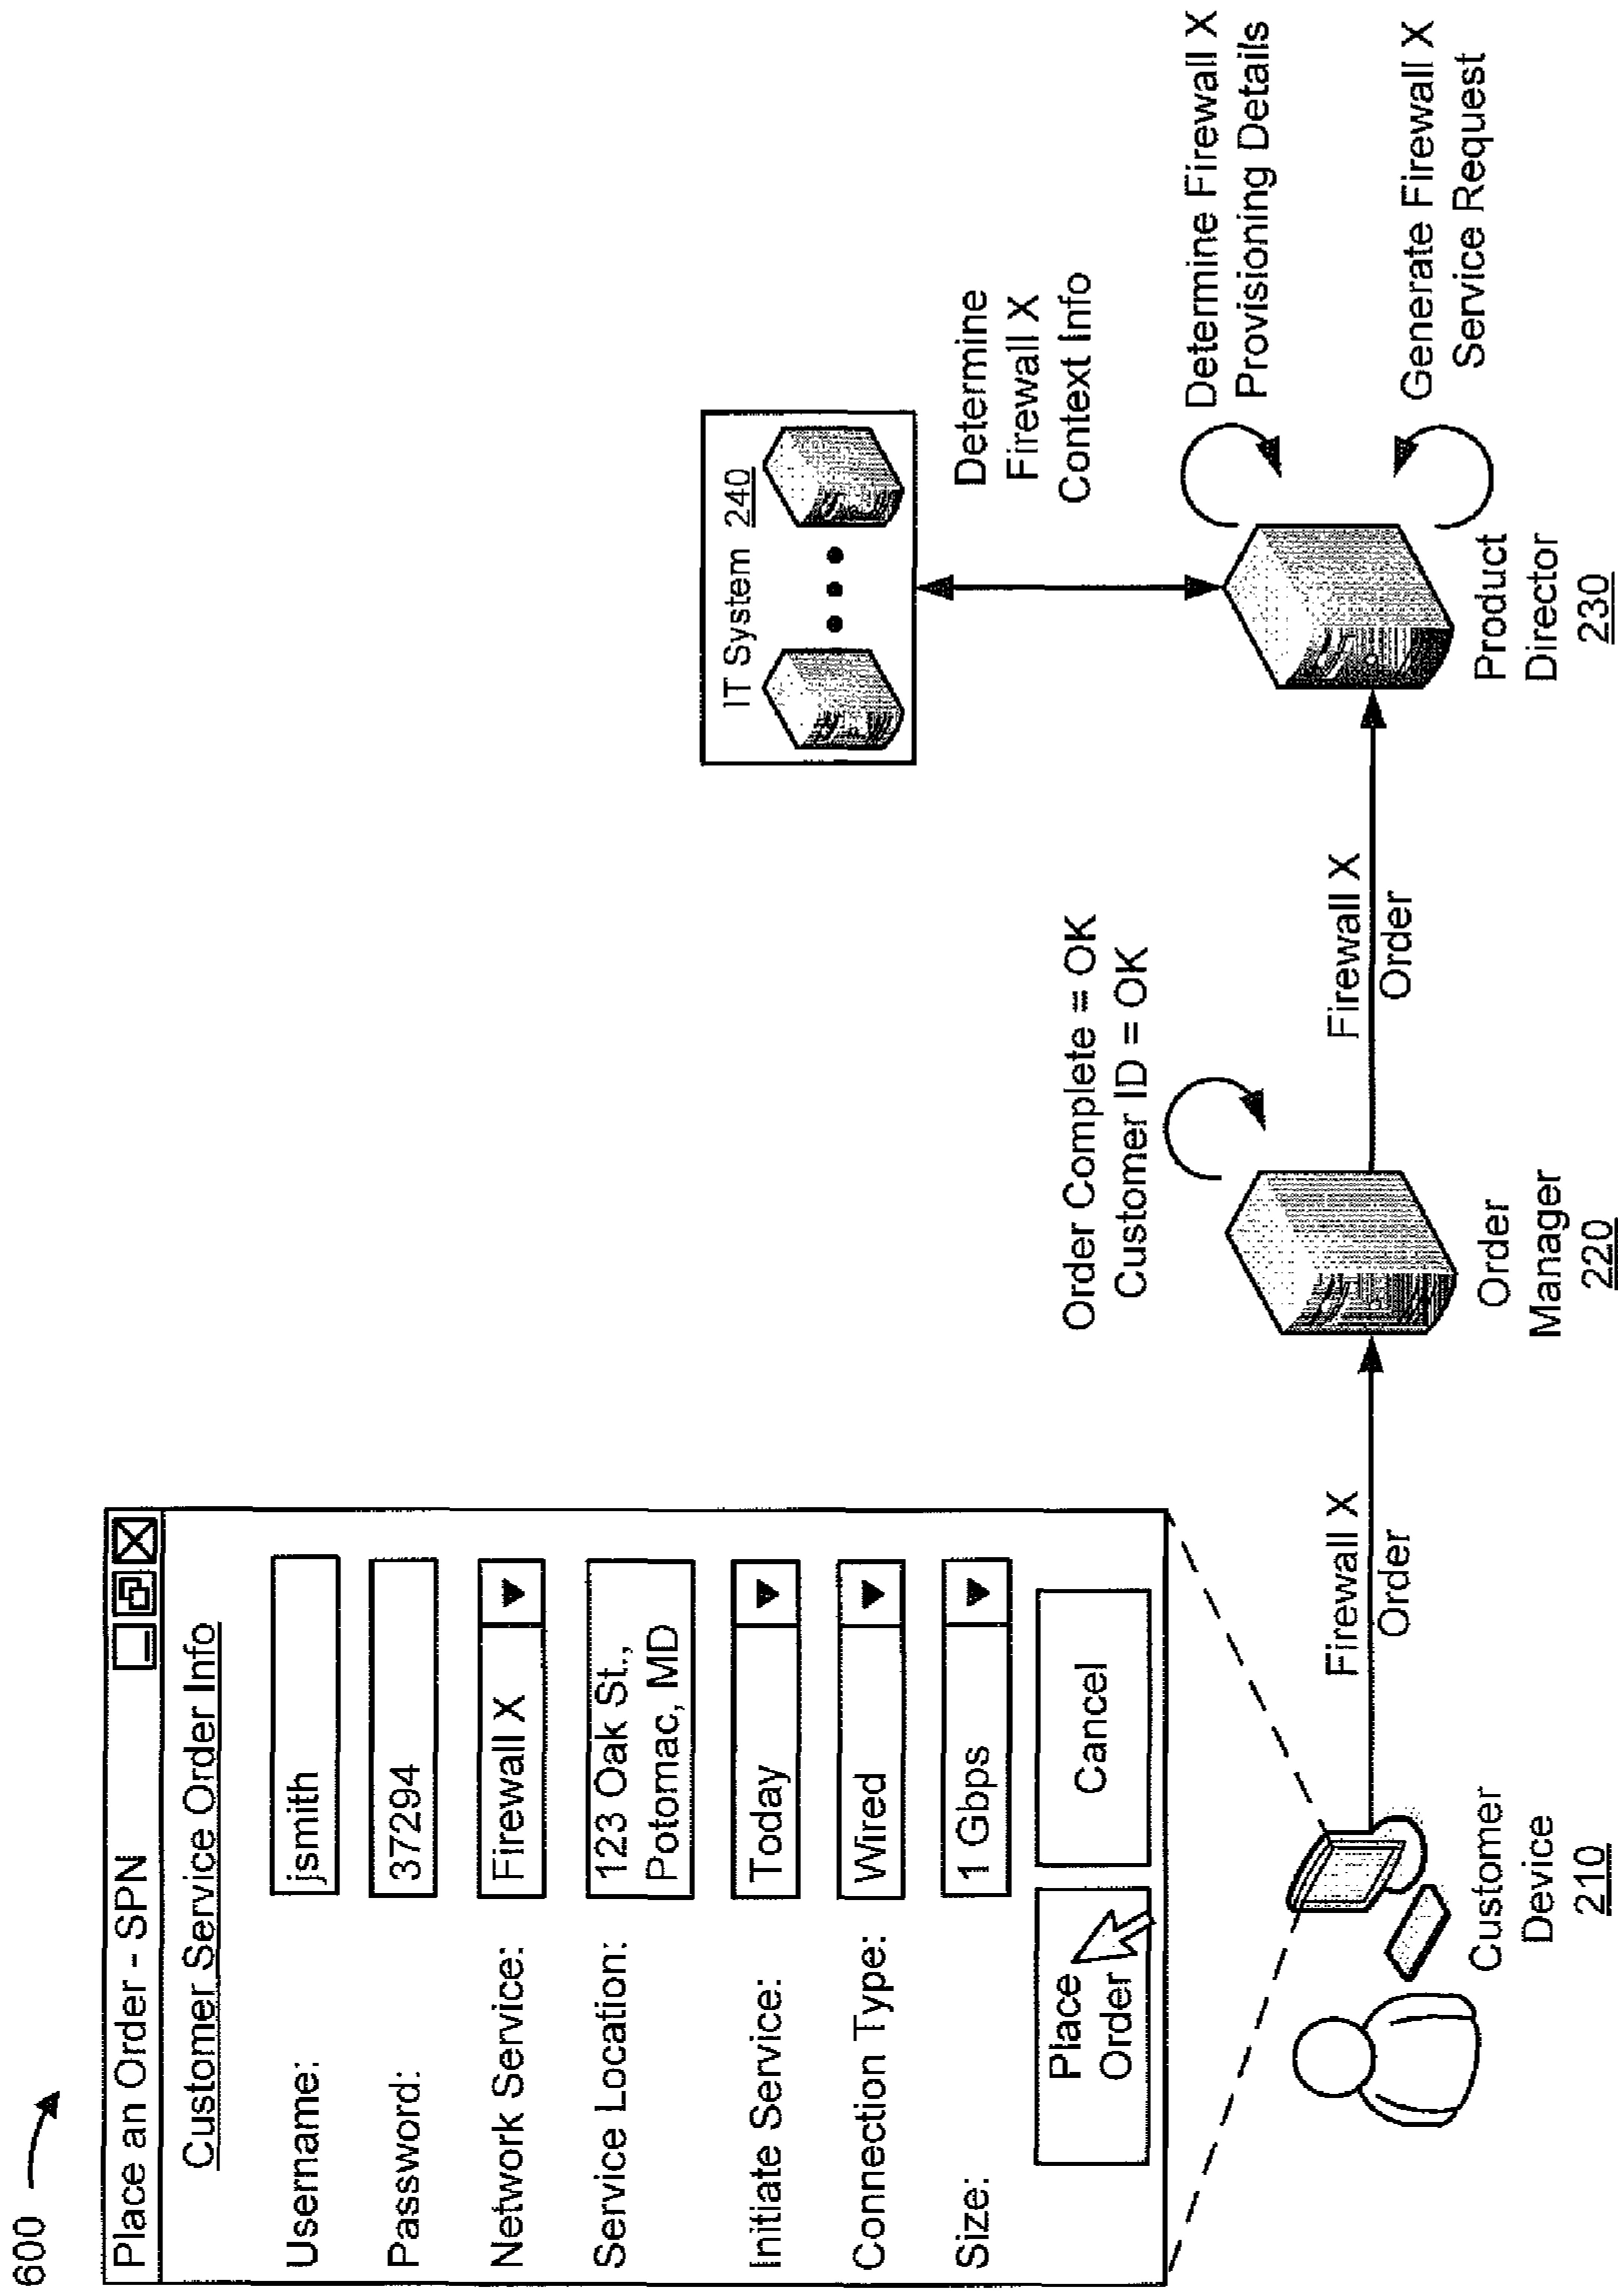 600
Place an Order - SPN
Customer Service Order Info
Username:
jsmith
Password:
37294
Network Service:
Firewall X
Service Location:
123 Oak St.,
Potomac, MD
Initiate Service:
Today
Connection Type:
Wired
Size:
1 Gbps
Place
Order
Cancel
Customer
Device
210
Firewall X
Order
Order Complete = OK
Customer ID = OK
Order
Manager
220
Firewall X
Order
IT System 240
Determine
Firewall X
Context Info
Product
Director
230
Determine Firewall X
Provisioning Details
Generate Firewall X
Service Request